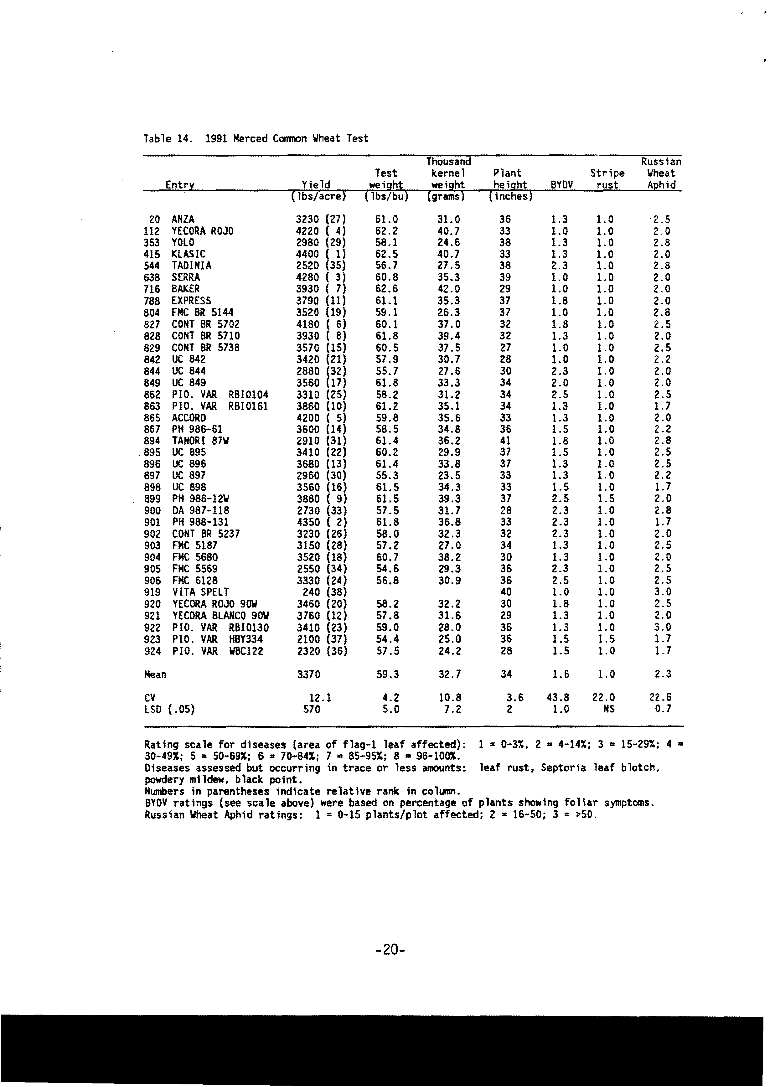 Table 14. 1991 Merced Common Wheat Test
Thousand Russian
Test kernel Plant Stripe Wheat
Entry Yield weight weight height BYDV rust Aphid
(lbs/acre) (lbs/bu) (grams) (inches)
20 ANZA 3230 (27) 61.0 31.0 36 1.3 1.0 2.5
112 YECORA ROJO 4220 ( 4) 62.2 40.7 33 1.0 1.0 2.0
353 YOLO 2980 (29) 58.1 24.6 38 1.3 1.0 2.8
415 KLASIC 4400 ( 1) 62.5 40.7 33 1.3 1.0 2.0
544 TADINIA 2520 (35) 56.7 27.5 38 2.3 1.0 2.8
638 SERRA 4280 ( 3) 60.8 35.3 39 1.0 1.0 2.0
716 BAKER 3930 ( 7) 62.6 42.0 29 1.0 1.0 2.0
788 EXPRESS 3790 (11) 61.1 35.3 37 1.8 1.0 2.0
804 FMC BR 5144 3520 (19) 59.1 26.3 37 1.0 1.0 2.8
827 CONT BR 5702 4180 ( 6) 60.1 37.0 32 1.8 1.0 2.5
828 CONT BR 5710 3930 ( 8) 61.8 39.4 32 1.3 1.0 2.0
829 CONT BR 5738 3570 (15) 60.5 37.5 27 1.0 1.0 2.5
842 UC 842 3420 (21) 57.9 30.7 28 1.0 1.0 2.2
844 UC 844 2880 (32) 55.7 27.6 30 2.3 1.0 2.0
849 UC 849 3560 (17) 61.8 33.3 34 2.0 1.0 2.0
862 PIO. VAR RBI0104 3310 (25) 58.2 31.2 34 2.5 1.0 2.5
863 PIO. VAR RBI0161 3860 (10) 61.2 35.1 34 1.3 1.0 1.7
865 ACCORD 4200 ( 5) 59.8 35.6 33 1.3 1.0 2.0
867 PH 986-61 3600 (14) 58.5 34.8 36 1.5 1.0 2.2
894 TANORI 87W 2910 (31) 61.4 36.2 41 1.8 1.0 2.8
895 UC 895 3410 (22) 60.2 29.9 37 1.5 1.0 2.5
896 UC 896 3680 (13) 61.4 33.8 37 1.3 1.0 2.5
897 UC 897 2960 (30) 55.3 23.5 33 1.3 1.0 2.2
898 UC 898 3560 (16) 61.5 34.3 33 1.5 1.0 1.7
899 PH 986-12W 3880 ( 9) 61.5 39.3 37 2.5 1.5 2.0
900 DA 987-118 2730 (33) 57.5 31.7 28 2.3 1.0 2.8
901 PH 988-131 4350 ( 2) 61.8 36.8 33 2.3 1.0 1.7
902 CONT BR 5237 3230 (26) 58.0 32.3 32 2.3 1.0 2.0
903 FMC 5187 3150 (28) 57.2 27.0 34 1.3 1.0 2.5
904 FMC 5680 3520 (18) 60.7 38.2 30 1.3 1.0 2.0
905 FMC 5569 2550 (34) 54.6 29.3 36 2.3 1.0 2.5
906 FMC 6128 3330 (24) 56.8 30.9 36 2.5 1.0 2.5
919 VITA SPELT 240 (38) 40 1.0 1.0 3.0
920 YECORA ROJO 90W 3460 (20) 58.2 32.2 30 1.8 1.0 2.5
921 YECORA BLANCO 90W 3760 (12) 57.8 31.6 29 1.3 1.0 2.0
922 PIO. VAR RBI0130 3410 (23) 59.0 28.0 36 1.3 1.0 3.0
923 PIO. VAR HBY334 2100 (37) 54.4 25.0 36 1.5 1.5 1.7
924 PIO. VAR WBC122 2320 (36) 57.5 24.2 28 1.5 1.0 1.7
Mean 3370 59.3 32.7 34 1.6 1.0 2.3
CV 12.1 4.2 10.8 3.6 43.8 22.0 22.6
LSD (.05) 570 5.0 7.2 2 1.0 NS 0.7
Rating scale for diseases (area of flag-1 leaf affected): 1 = 0-3%, 2 = 4-14%; 3 = 15-29%; 4 =
30-49%; 5 = 50-69%; 6 = 70-84%; 7 = 85-95%; 8 = 96-100%.
Diseases assessed but occurring in trace or less amounts: leaf rust, Septoria leaf blotch,
powdery mildew, black point.
Numbers in parentheses indicate relative rank in column.
BYDV ratings (see scale above) were based on percentage of plants showing foliar symptoms.
Russian Wheat Aphid ratings: 1 = 0-15 plants/plot affected; 2 = 16-50; 3 = >50.
-20-